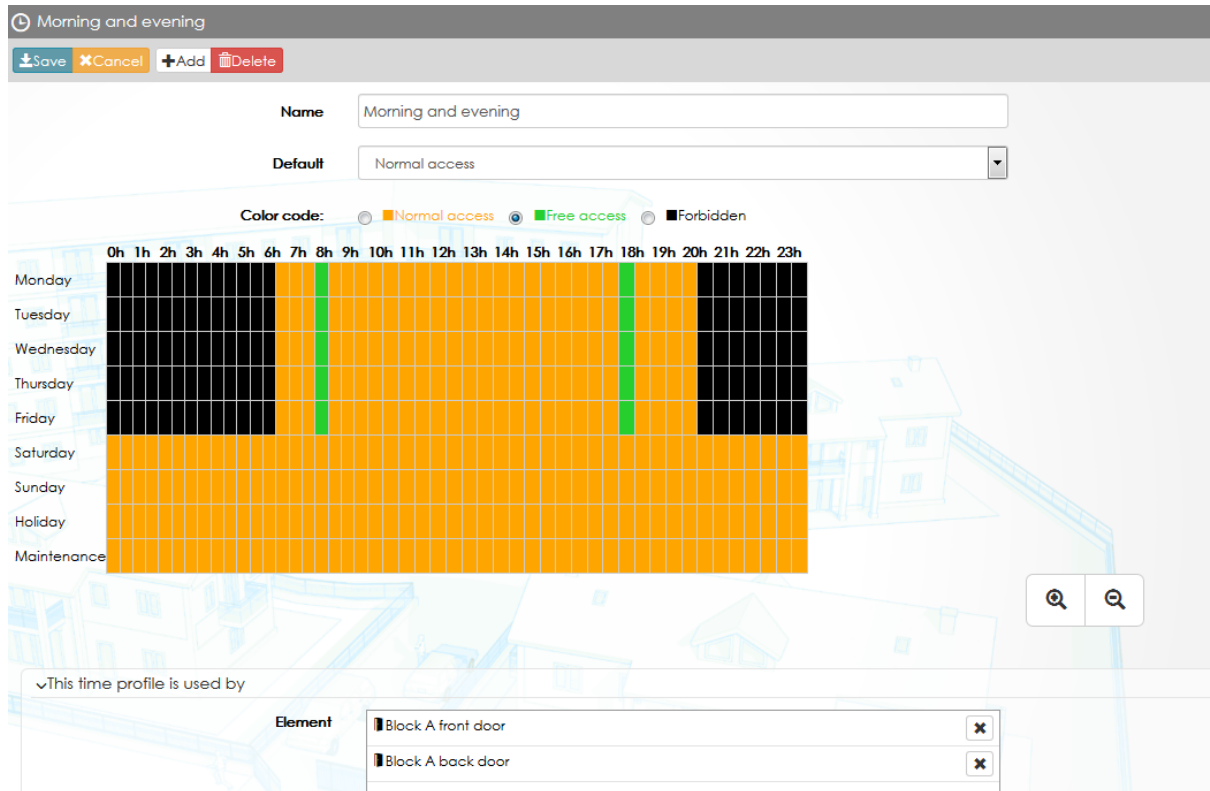 Morning and evening
Save Cancel Add Delete
Name Morning and evening
Default Normal access
Color code: Normal access Free access Forbidden
0h 1h 2h 3h 4h 5h 6h 7h 8h 9h 10h 11h 12h 13h 14h 15h 16h 17h 18h 19h 20h 21h 22h 23h
Monday
Tuesday
Wednesday
Thursday
Friday
Saturday
Sunday
Holiday
Maintenance
This time profile is used by
Element Block A front door
Block A back door